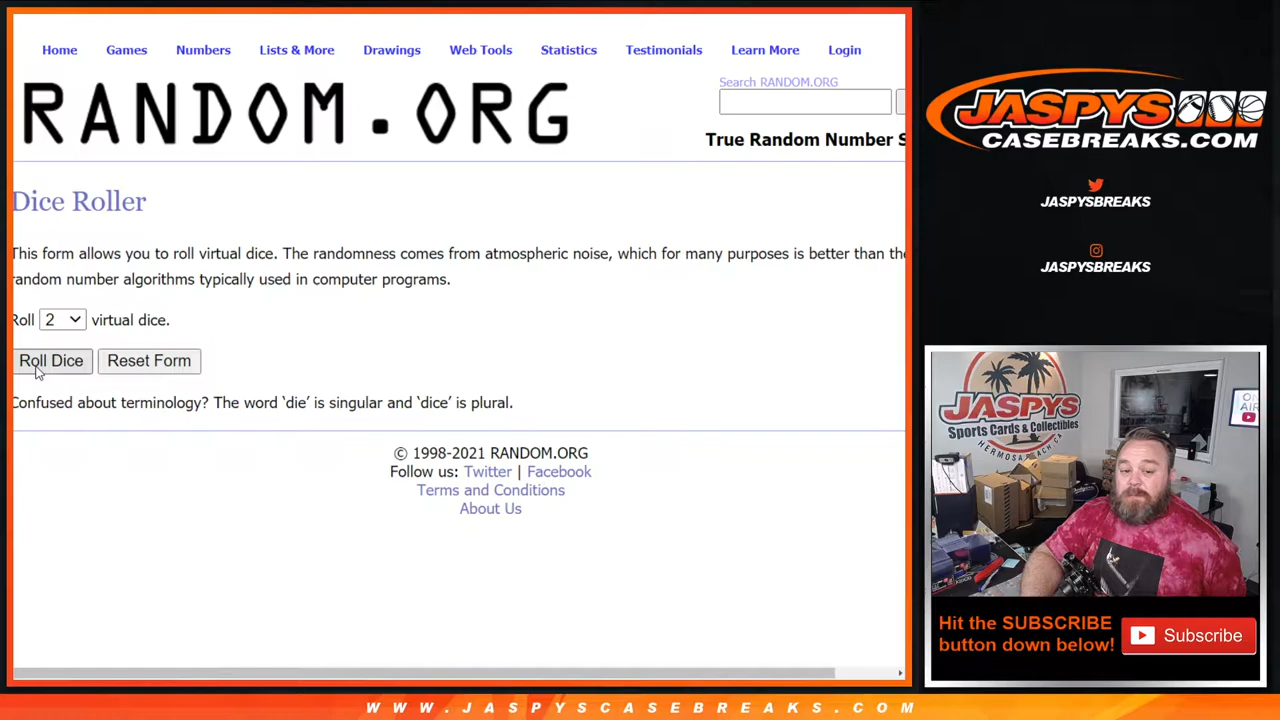 Home Games Numbers Lists & More Drawings Web Tools Statistics Testimonials Learn More Login
RANDOM.ORG
Search RANDOM.ORG
True Random Number S
Dice Roller
This form allows you to roll virtual dice. The randomness comes from atmospheric noise, which for many purposes is better than the
random number algorithms typically used in computer programs.
Roll 2 virtual dice.
Roll Dice Reset Form
Confused about terminology? The word ‘die’ is singular and ‘dice’ is plural.
© 1998-2021 RANDOM.ORG
Follow us: Twitter | Facebook
Terms and Conditions
About Us
JASPYS
CASEBREAKS.COM
JASPYSBREAKS
JASPYSBREAKS
JASPYS
Sports Cards & Collectibles
HERMOSA BEACH CA
ON
AIR
Hit the SUBSCRIBE
button down below!
Subscribe
WWW.JASPYSCASEBREAKS.COM